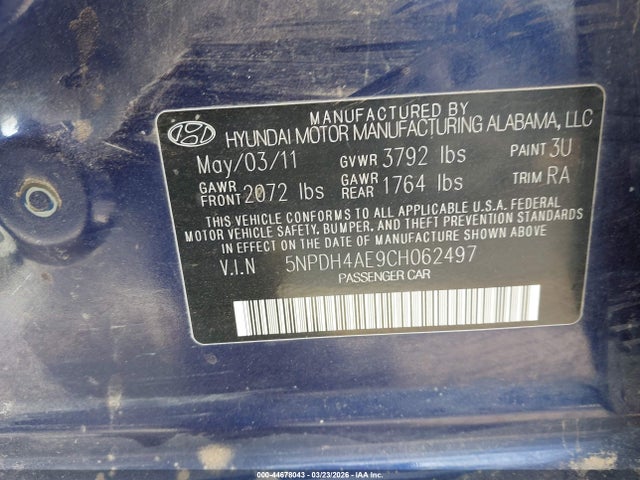 MANUFACTURED BY
HYUNDAI MOTOR MANUFACTURING ALABAMA, LLC
May/03/11 GVWR 3792 lbs PAINT 3U
GAWR FRONT 2072 lbs GAWR REAR 1764 lbs TRIM RA
THIS VEHICLE CONFORMS TO ALL APPLICABLE U.S.A. FEDERAL
MOTOR VEHICLE SAFETY, BUMPER, AND THEFT PREVENTION STANDARDS
IN EFFECT ON THE DATE OF MANUFACTURE SHOWN ABOVE.
V.I.N 5NPDH4AE9CH062497
PASSENGER CAR
000-44678043 - 03/23/2026 - IAAI Inc.